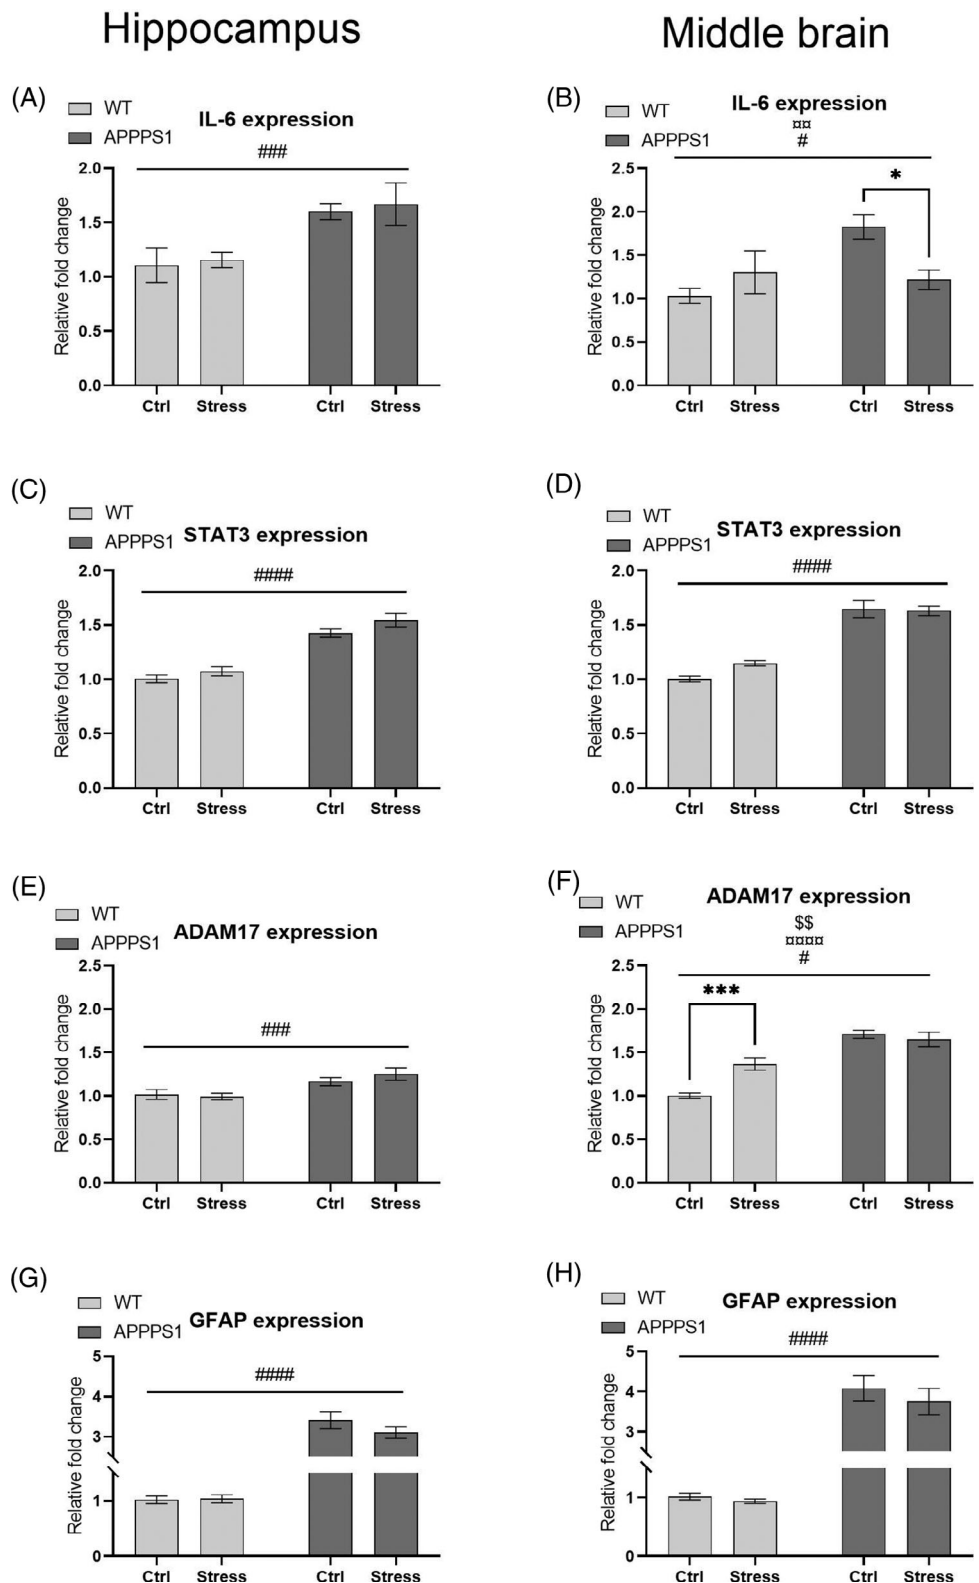 Hippocampus
Middle brain
(A)
WT
APPPS1
IL-6 expression
###
Relative fold change
2.0
1.5
1.0
0.5
0.0
Ctrl Stress Ctrl Stress
(B)
WT
APPPS1
IL-6 expression
¤¤
#
*
Relative fold change
2.5
2.0
1.5
1.0
0.5
0.0
Ctrl Stress Ctrl Stress
(C)
WT
APPPS1
STAT3 expression
####
Relative fold change
2.0
1.5
1.0
0.5
0.0
Ctrl Stress Ctrl Stress
(D)
WT
APPPS1
STAT3 expression
####
Relative fold change
2.0
1.5
1.0
0.5
0.0
Ctrl Stress Ctrl Stress
(E)
WT
APPPS1
ADAM17 expression
###
Relative fold change
2.5
2.0
1.5
1.0
0.5
0.0
Ctrl Stress Ctrl Stress
(F)
WT
APPPS1
ADAM17 expression
$$
¤¤¤¤
#
***
Relative fold change
2.5
2.0
1.5
1.0
0.5
0.0
Ctrl Stress Ctrl Stress
(G)
WT
APPPS1
GFAP expression
####
Relative fold change
5
4
3
1
0
Ctrl Stress Ctrl Stress
(H)
WT
APPPS1
GFAP expression
####
Relative fold change
5
4
3
1
0
Ctrl Stress Ctrl Stress